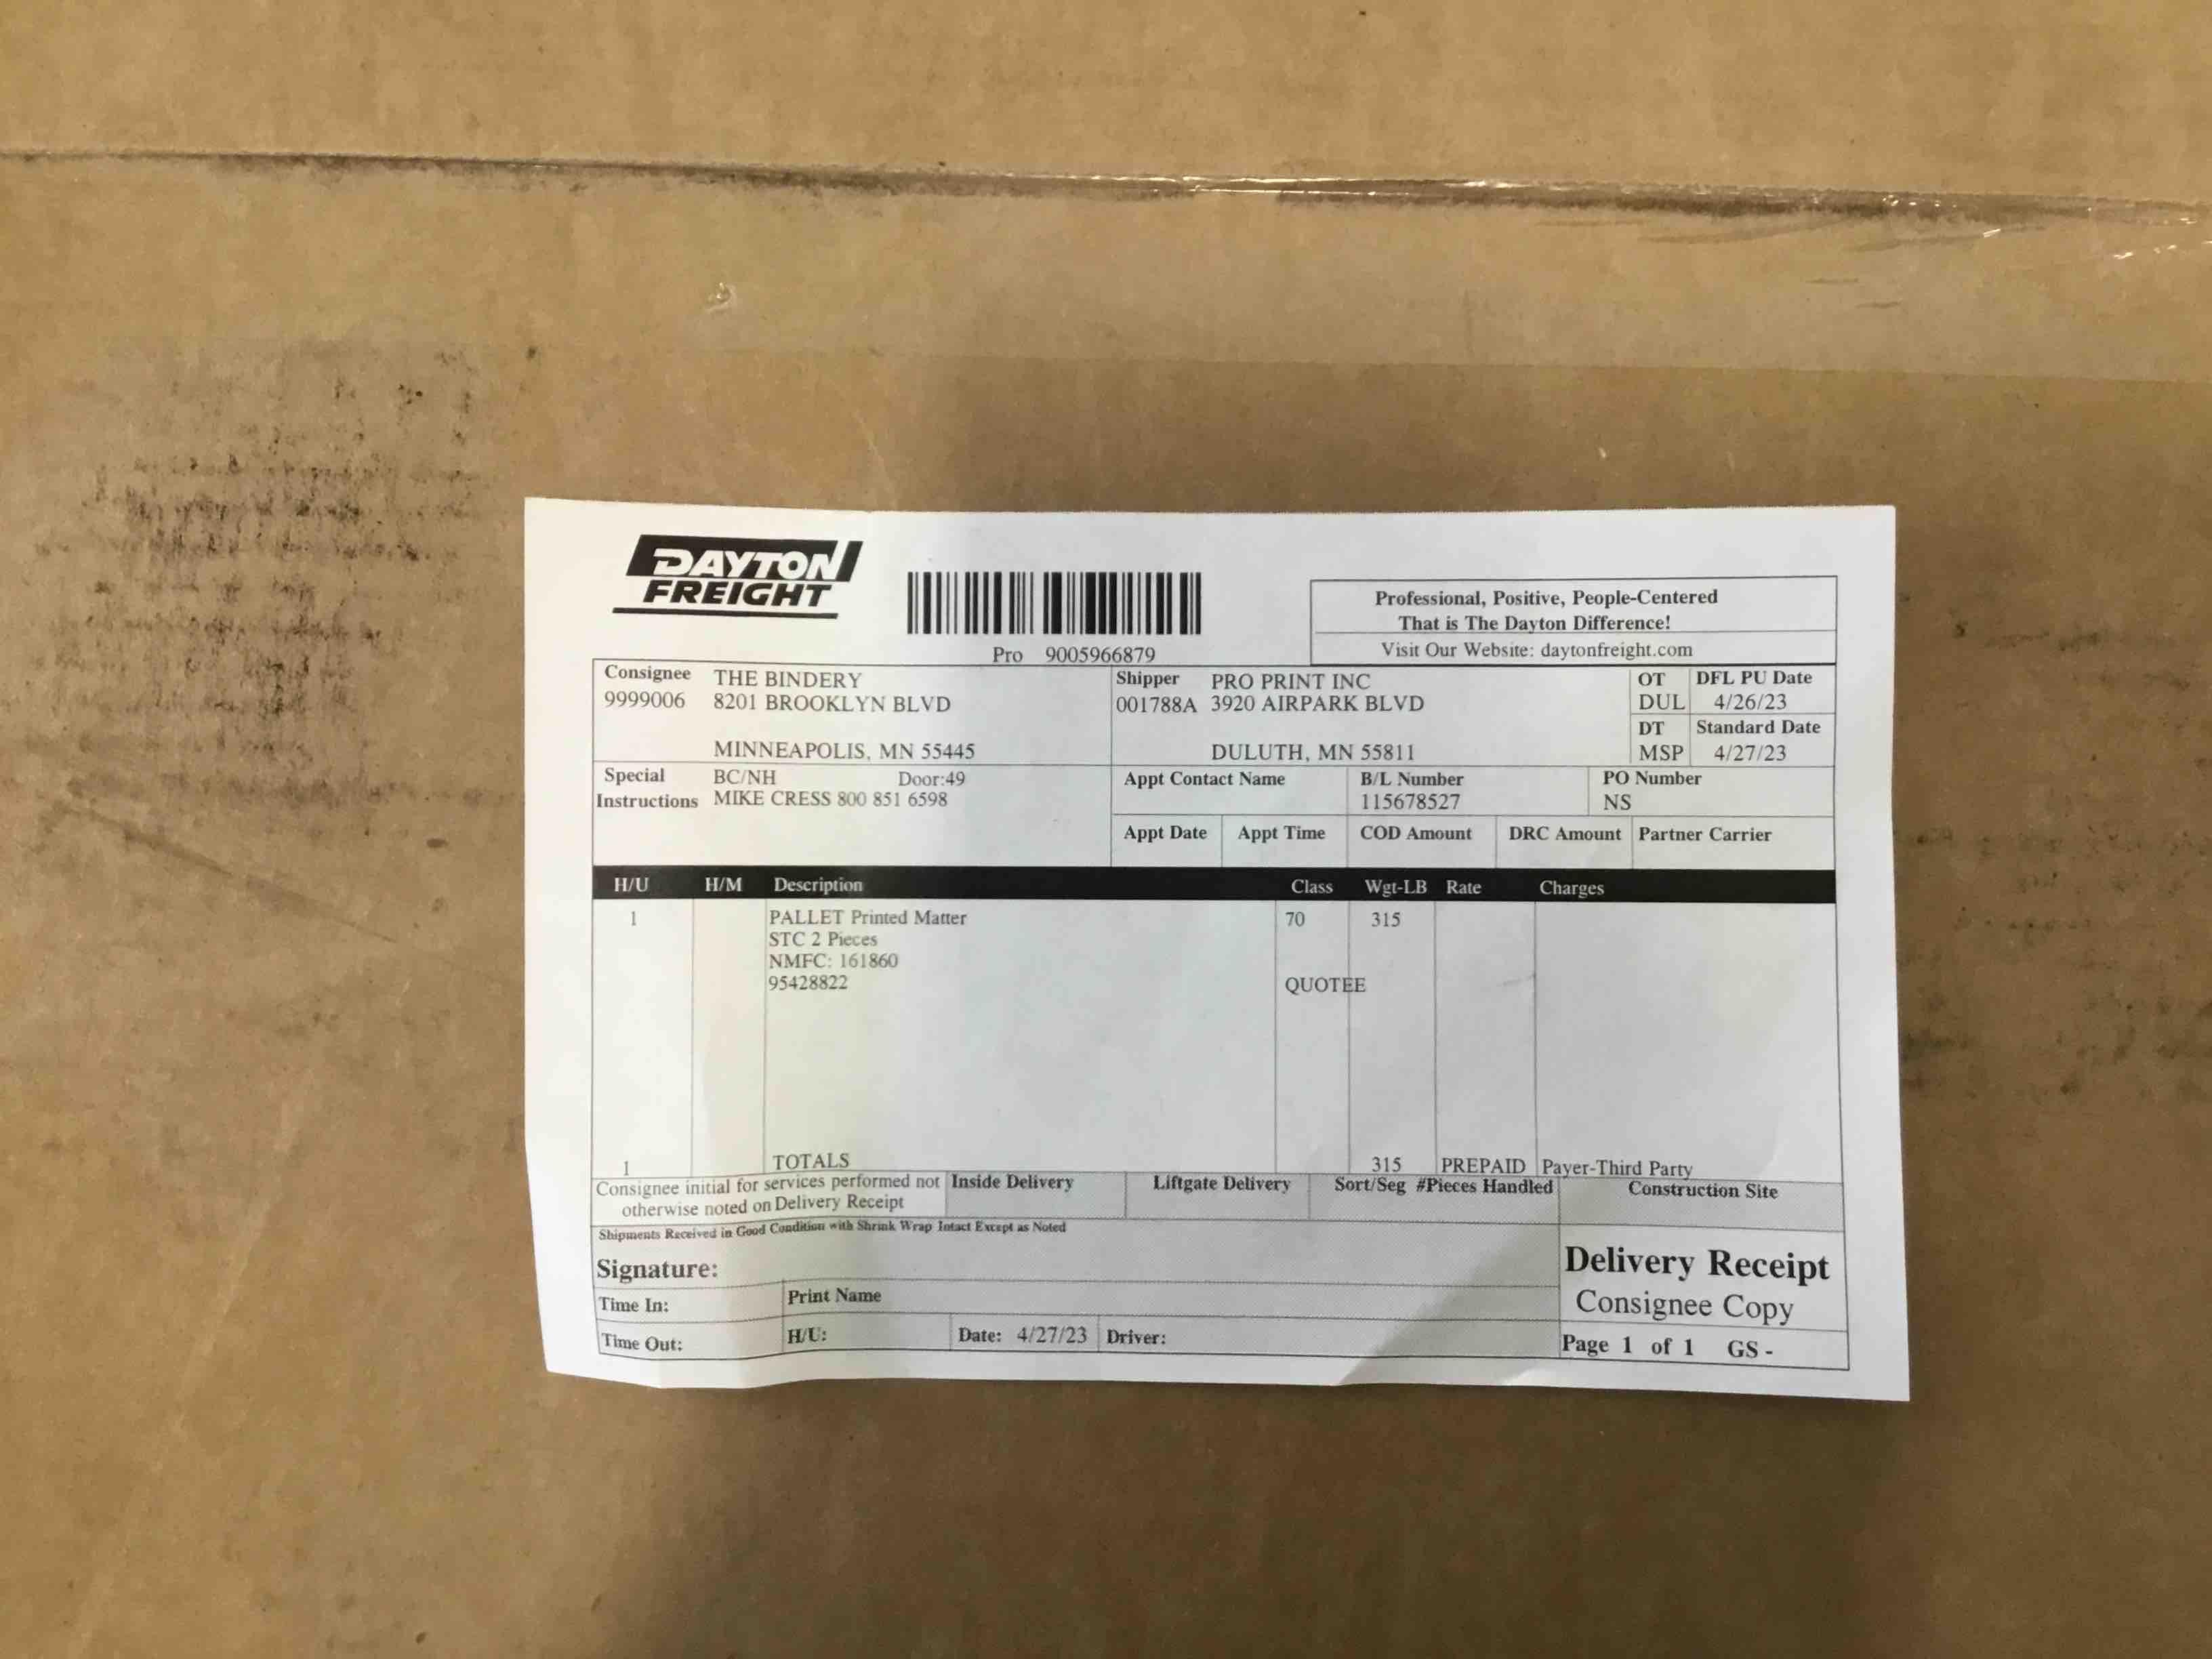 DAYTON
FREIGHT
Pro 9005966879
Professional, Positive, People-Centered
That is The Dayton Difference!
Visit Our Website: daytonfreight.com
Consignee THE BINDERY
9999006 8201 BROOKLYN BLVD
MINNEAPOLIS, MN 55445
Shipper PRO PRINT INC
001788A 3920 AIRPARK BLVD
DULUTH, MN 55811
OT DFL PU Date
DUL 4/26/23
DT Standard Date
MSP 4/27/23
Special BC/NH Door:49
Instructions MIKE CRESS 800 851 6598
Appt Contact Name B/L Number PO Number
115678527 NS
Appt Date Appt Time COD Amount DRC Amount Partner Carrier
H/U H/M Description Class Wgt-LB Rate Charges
1 PALLET Printed Matter 70 315
STC 2 Pieces
NMFC: 161860
95428822 QUOTEE
1 TOTALS 315 PREPAID Payer-Third Party
Consignee initial for services performed not
otherwise noted on Delivery Receipt
Inside Delivery Liftgate Delivery Sort/Seg #Pieces Handled Construction Site
Shipments Received in Good Condition with Shrink Wrap Intact Except as Noted
Signature:
Time In: Print Name
Time Out: H/U: Date: 4/27/23 Driver:
Delivery Receipt
Consignee Copy
Page 1 of 1 GS -